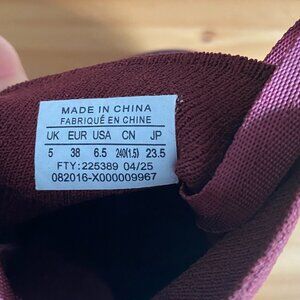 MADE IN CHINA
FABRIQUÉ EN CHINE
UK EUR USA CN JP
5 38 6.5 240(1.5) 23.5
FTY:225389 04/25
082016-X000009967